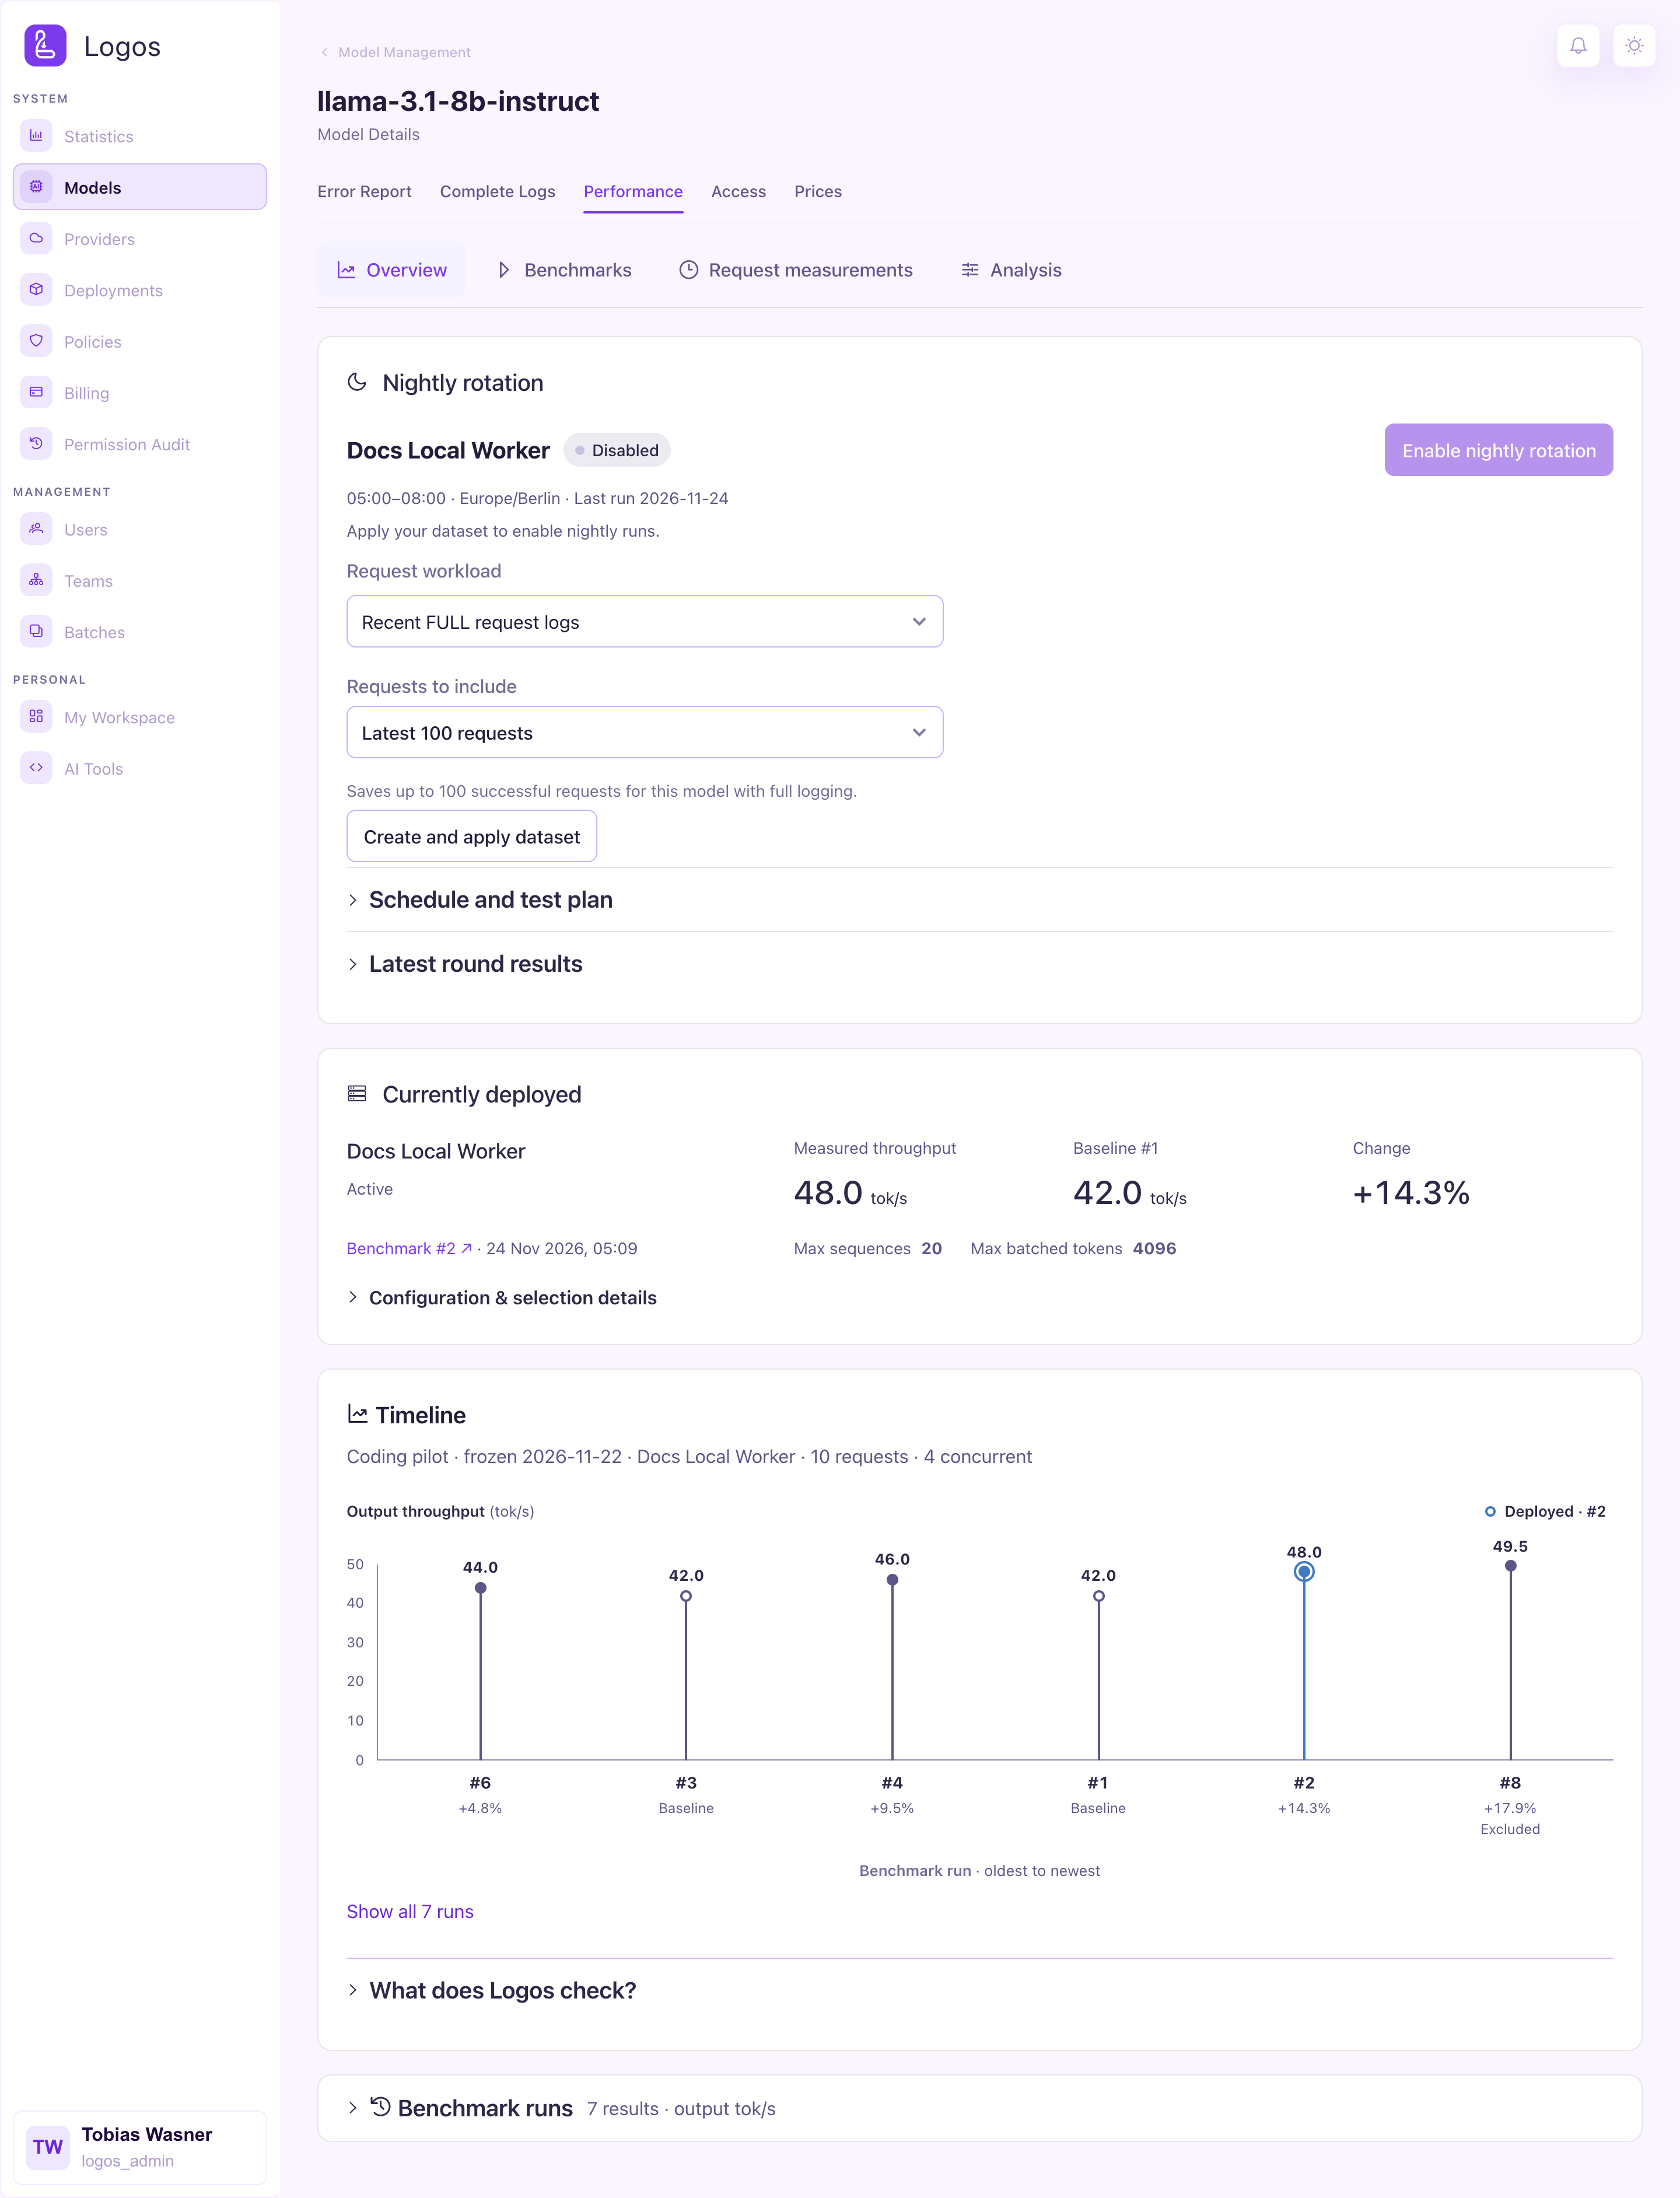 Logos
SYSTEM
Statistics
Models
Providers
Deployments
Policies
Billing
Permission Audit
MANAGEMENT
Users
Teams
Batches
PERSONAL
My Workspace
AI Tools
TW
Tobias Wasner
logos_admin
Model Management
llama-3.1-8b-instruct
Model Details
Error Report Complete Logs Performance Access Prices
Overview Benchmarks Request measurements Analysis
Nightly rotation
Docs Local Worker Disabled Enable nightly rotation
05:00–08:00 · Europe/Berlin · Last run 2026-11-24
Apply your dataset to enable nightly runs.
Request workload
Recent FULL request logs
Requests to include
Latest 100 requests
Saves up to 100 successful requests for this model with full logging.
Create and apply dataset
Schedule and test plan
Latest round results
Currently deployed
Docs Local Worker Measured throughput Baseline #1 Change
Active 48.0 tok/s 42.0 tok/s +14.3%
Benchmark #2 ↗ · 24 Nov 2026, 05:09 Max sequences 20 Max batched tokens 4096
Configuration & selection details
Timeline
Coding pilot · frozen 2026-11-22 · Docs Local Worker · 10 requests · 4 concurrent
Output throughput (tok/s) Deployed · #2
44.0 42.0 46.0 42.0 48.0 49.5
50
40
30
20
10
0
#6 #3 #4 #1 #2 #8
+4.8% Baseline +9.5% Baseline +14.3% +17.9%
Excluded
Benchmark run · oldest to newest
Show all 7 runs
What does Logos check?
Benchmark runs 7 results · output tok/s